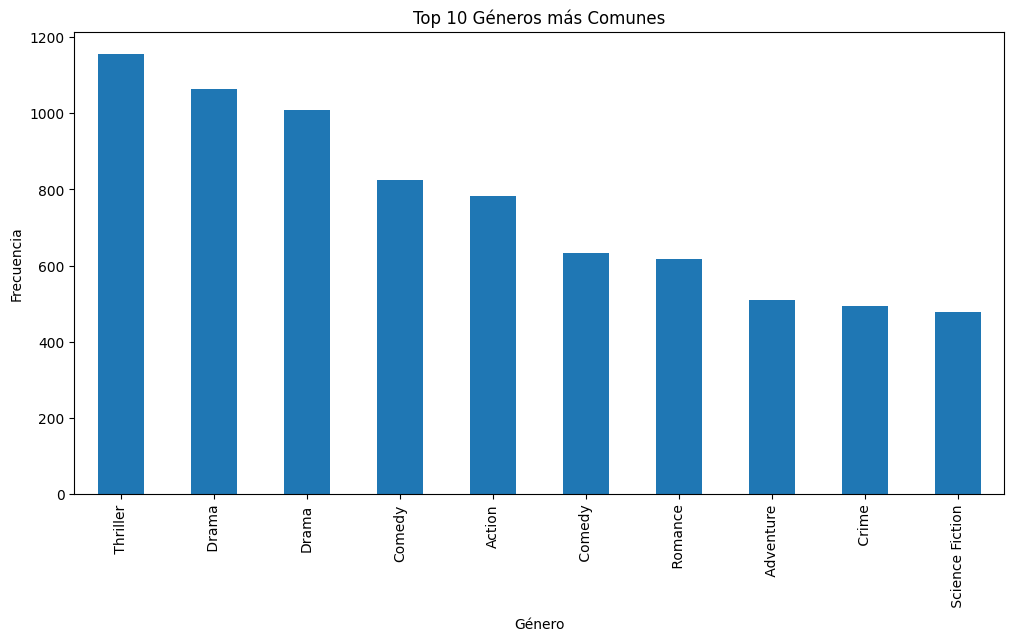 Top 10 Géneros más Comunes
Frecuencia
1200
1000
800
600
400
200
0
Thriller
Drama
Drama
Comedy
Action
Comedy
Romance
Adventure
Crime
Science Fiction
Género